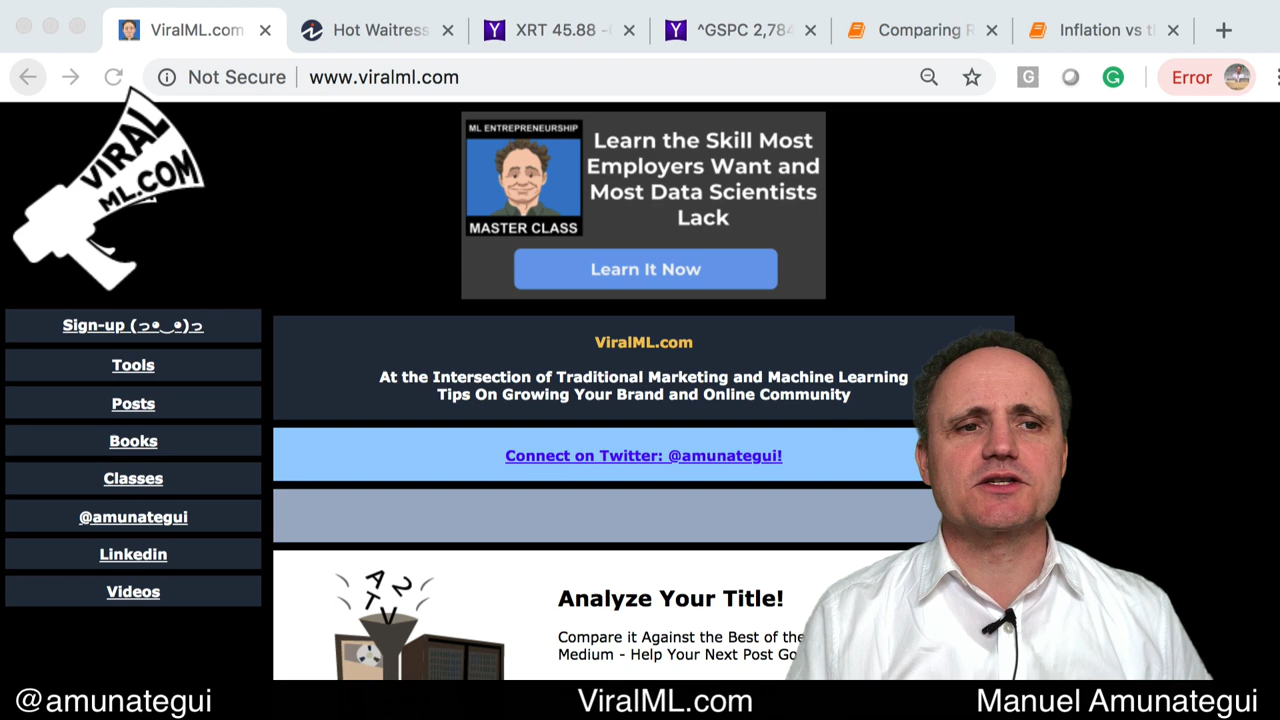 ViralML.com
Hot Waitress
XRT 45.88
^GSPC 2,784
Comparing R
Inflation vs t
Not Secure
www.viralml.com
G
Error
VIRAL
ML.COM
ML ENTREPRENEURSHIP
MASTER CLASS
Learn the Skill Most
Employers Want and
Most Data Scientists
Lack
Learn It Now
Sign-up (っ◕‿◕)っ
Tools
Posts
Books
Classes
@amunategui
Linkedin
Videos
ViralML.com
At the Intersection of Traditional Marketing and Machine Learning
Tips On Growing Your Brand and Online Community
Connect on Twitter: @amunategui!
A 2
T V
Analyze Your Title!
Compare it Against the Best of the
Medium - Help Your Next Post Go
@amunategui
ViralML.com
Manuel Amunategui